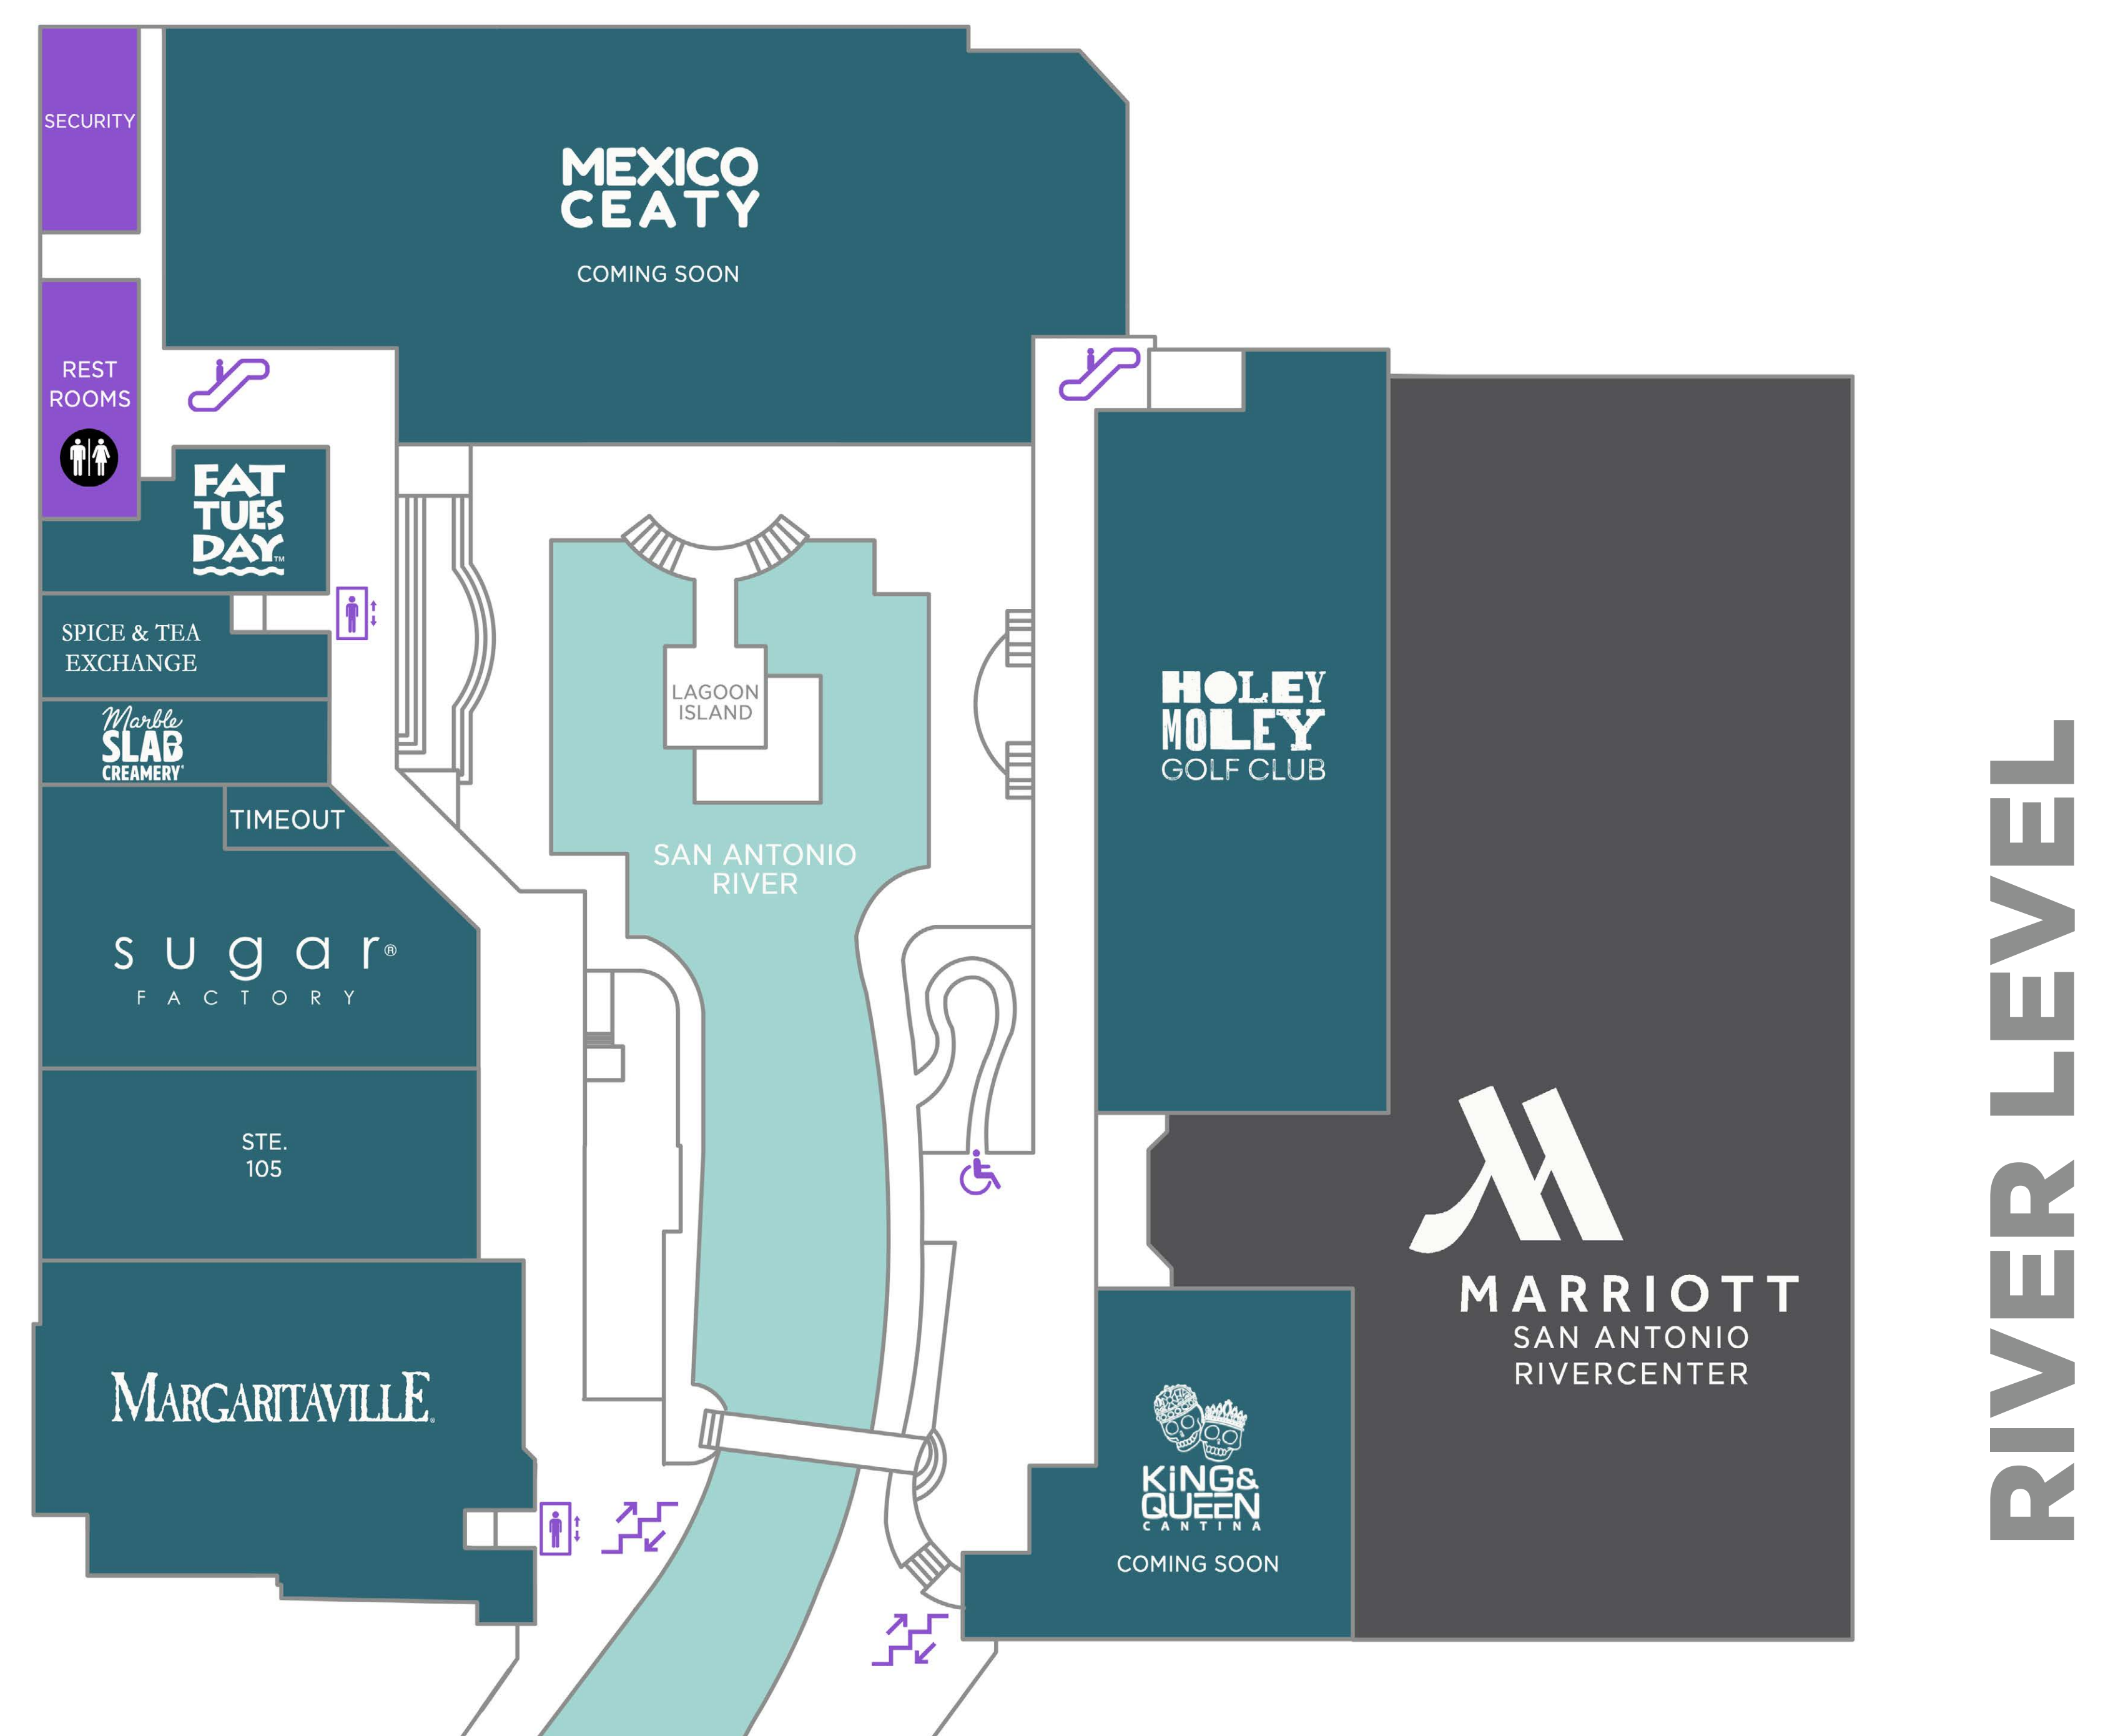 SECURITY
MEXICO
CEATY
COMING SOON
REST
ROOMS
FAT
TUES
DAY™
SPICE & TEA
EXCHANGE
Marble
SLAB
CREAMERY®
TIMEOUT
sugar®
FACTORY
STE.
105
MARGARITAVILLE®
LAGOON
ISLAND
SAN ANTONIO
RIVER
HOLEY
MOLEY
GOLF CLUB
MARRIOTT
SAN ANTONIO
RIVERCENTER
KiNG&
QUEEN
CANTINA
COMING SOON
RIVER LEVEL